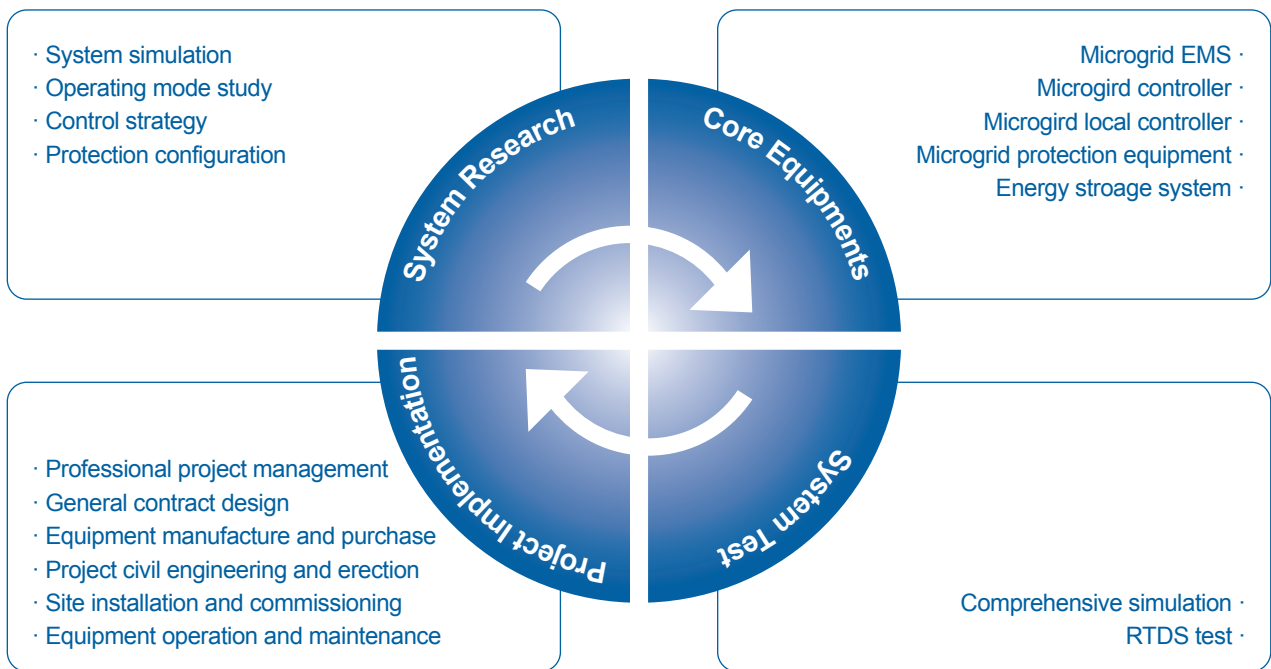 · System simulation
· Operating mode study
· Control strategy
· Protection configuration
System Research
Core Equipments
Microgrid EMS ·
Microgird controller ·
Microgird local controller ·
Microgrid protection equipment ·
Energy stroage system ·
Project Implementation
System Test
· Professional project management
· General contract design
· Equipment manufacture and purchase
· Project civil engineering and erection
· Site installation and commissioning
· Equipment operation and maintenance
Comprehensive simulation ·
RTDS test ·